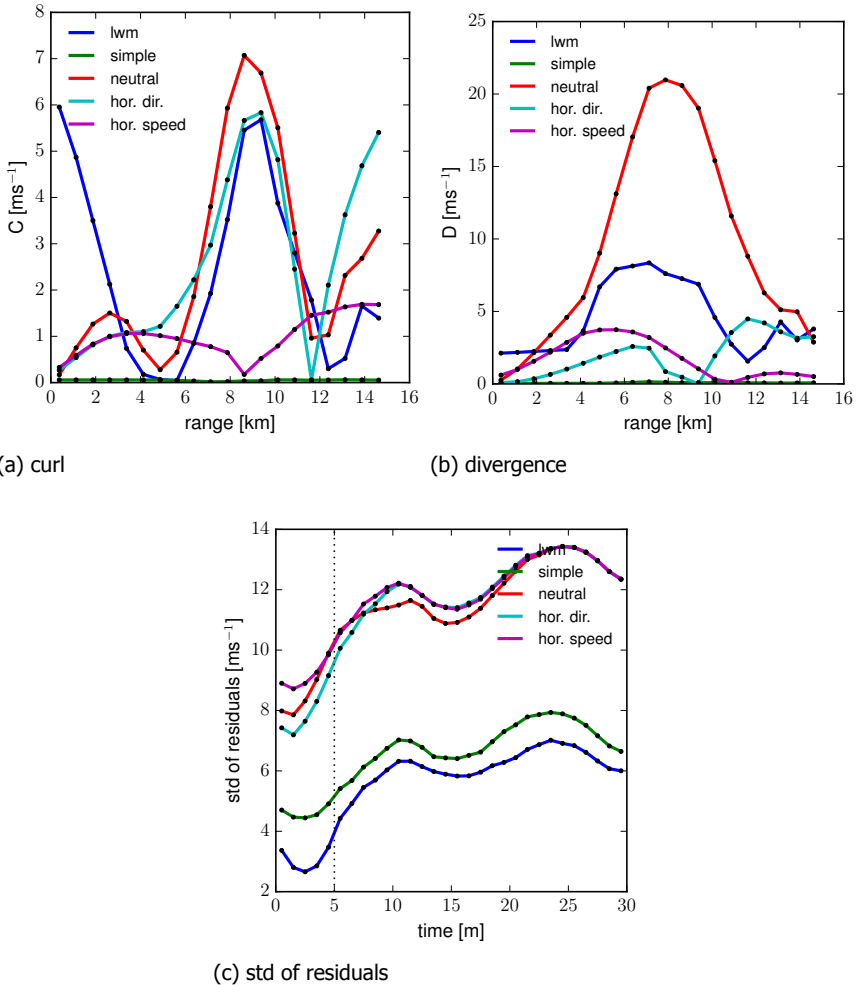 8
7
6
5
4
3
2
1
0
C [ms⁻¹]
lwm
simple
neutral
hor. dir.
hor. speed
0 2 4 6 8 10 12 14 16
range [km]
(a) curl
25
20
15
10
5
0
D [ms⁻¹]
lwm
simple
neutral
hor. dir.
hor. speed
0 2 4 6 8 10 12 14 16
range [km]
(b) divergence
14
12
10
8
6
4
2
std of residuals [ms⁻¹]
lwm
simple
neutral
hor. dir.
hor. speed
0 5 10 15 20 25 30
time [m]
(c) std of residuals